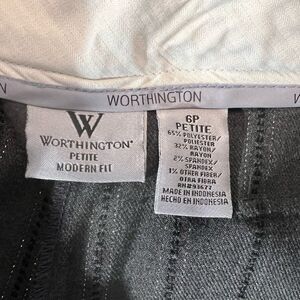 N
WORTHINGTON
W
W
WORTHINGTON®
PETITE
MODERN FIT
6P
PETITE
65% POLYESTER/
POLIESTER
32% RAYON/
RAYON
2% SPANDEX/
SPANDEX
1% OTHER FIBER/
OTRA FIBRA
RN#93677
MADE IN INDONESIA
HECHO EN INDONESIA